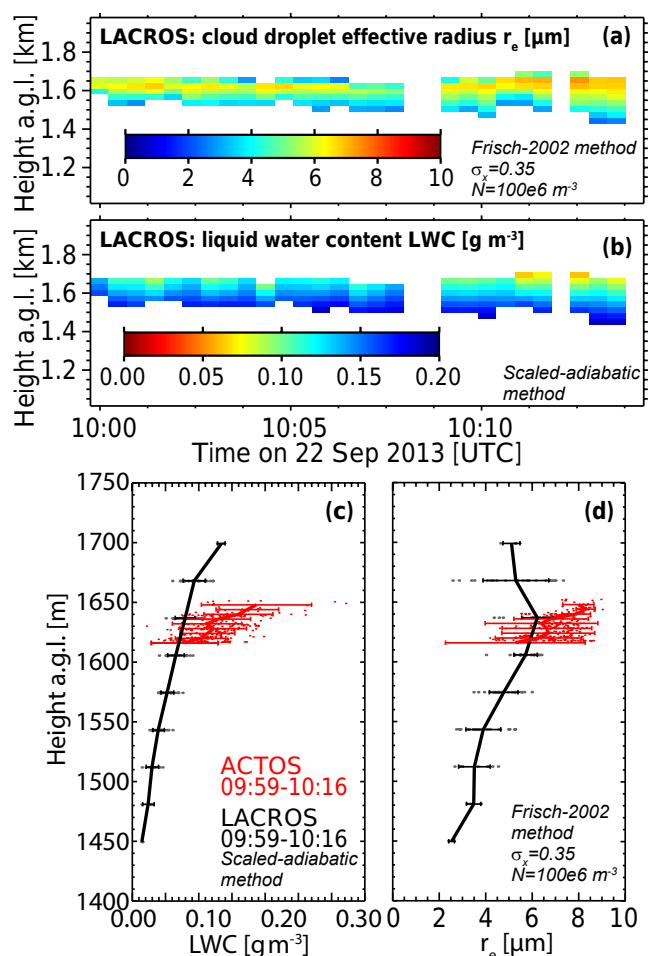 LACROS: cloud droplet effective radius r_e [µm] (a)
Height a.g.l. [km]
1.8
1.6
1.4
1.2
0 2 4 6 8 10
Frisch-2002 method
σ_x=0.35
N=100e6 m⁻³
LACROS: liquid water content LWC [g m⁻³] (b)
Height a.g.l. [km]
1.8
1.6
1.4
1.2
0.00 0.05 0.10 0.15 0.20
Scaled-adiabatic
method
10:00 10:05 10:10
Time on 22 Sep 2013 [UTC]
(c)
Height a.g.l. [m]
1750
1700
1650
1600
1550
1500
1450
1400
ACTOS
09:59-10:16
LACROS
09:59-10:16
Scaled-adiabatic
method
0.00 0.10 0.20 0.30
LWC [g m⁻³]
(d)
Frisch-2002
method
σ_x=0.35
N=100e6 m⁻³
0 2 4 6 8 10
r_e [µm]